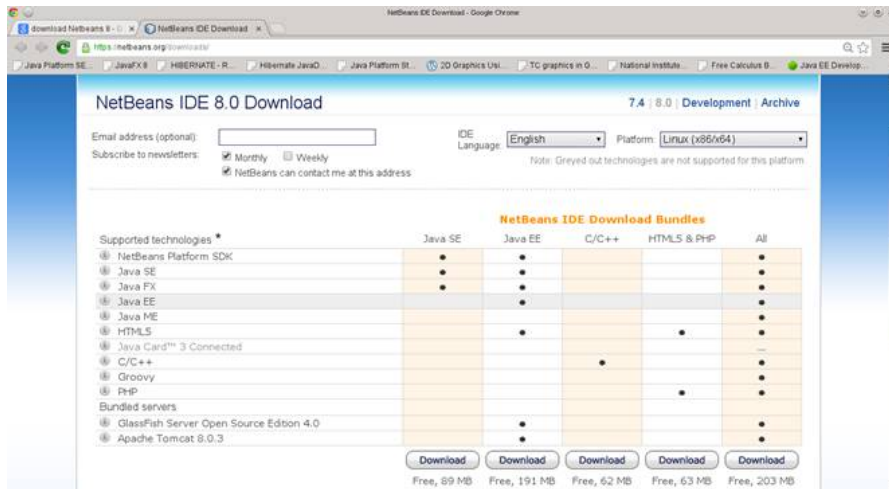 NetBeans IDE Download - Google Chrome
download Netbeans 8 - G
NetBeans IDE Download
https://netbeans.org/downloads/
Java Platform SE... JavaFX 8 HIBERNATE - R... Hibernate JavaD... Java Platform St... 2D Graphics Usi... TC graphics in G... National Institute... Free Calculus B... Java EE Develop...
NetBeans IDE 8.0 Download 7.4 | 8.0 | Development | Archive
Email address (optional): IDE Language: English Platform: Linux (x86/x64)
Subscribe to newsletters: Monthly Weekly Note: Greyed out technologies are not supported for this platform
NetBeans can contact me at this address
NetBeans IDE Download Bundles
Supported technologies * Java SE Java EE C/C++ HTML5 & PHP All
NetBeans Platform SDK • • •
Java SE • • •
Java FX • • •
Java EE • •
Java ME •
HTML5 • • •
Java Card™ 3 Connected —
C/C++ • •
Groovy •
PHP • •
Bundled servers
GlassFish Server Open Source Edition 4.0 • •
Apache Tomcat 8.0.3 • •
Download Download Download Download Download
Free, 89 MB Free, 191 MB Free, 62 MB Free, 63 MB Free, 203 MB